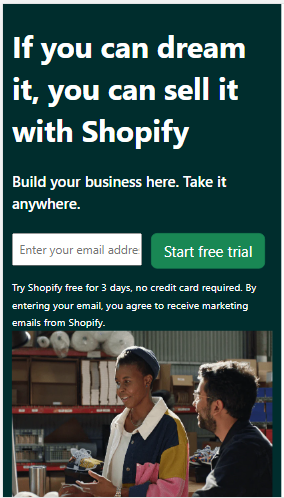 If you can dream
it, you can sell it
with Shopify
Build your business here. Take it
anywhere.
Enter your email addre
Start free trial
Try Shopify free for 3 days, no credit card required. By
entering your email, you agree to receive marketing
emails from Shopify.